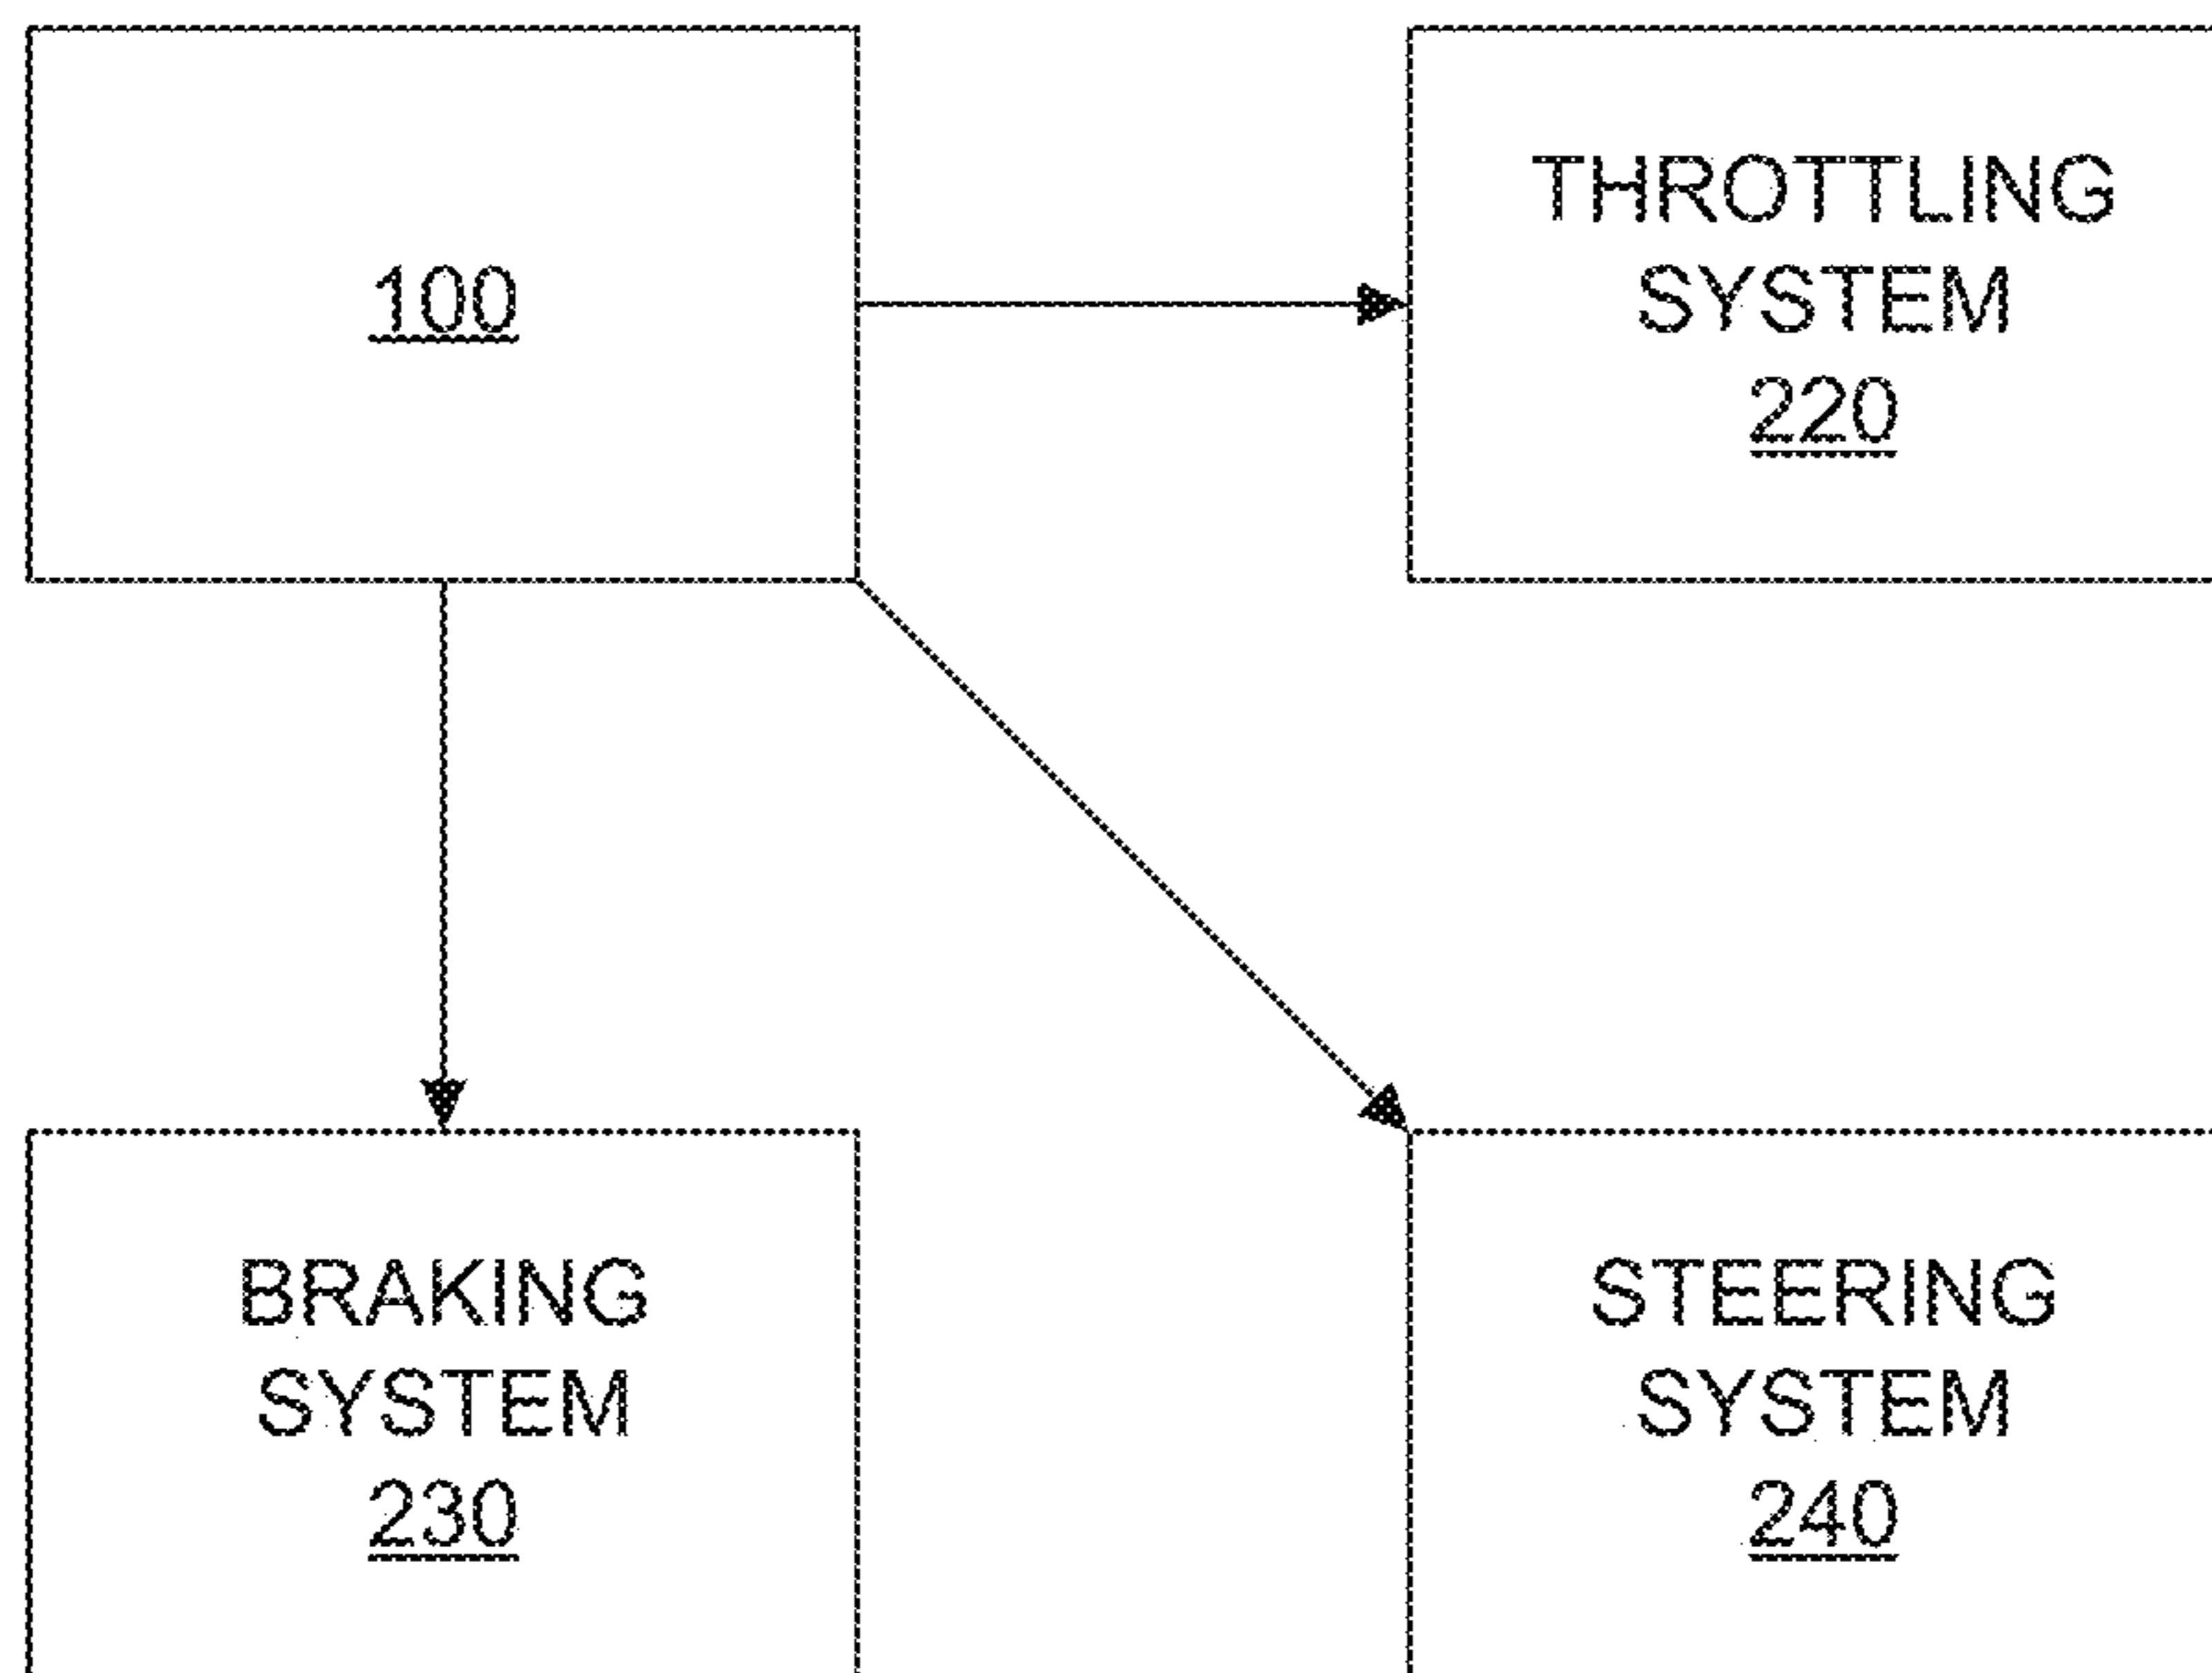 100
THROTTLING
SYSTEM
220
BRAKING
SYSTEM
230
STEERING
SYSTEM
240